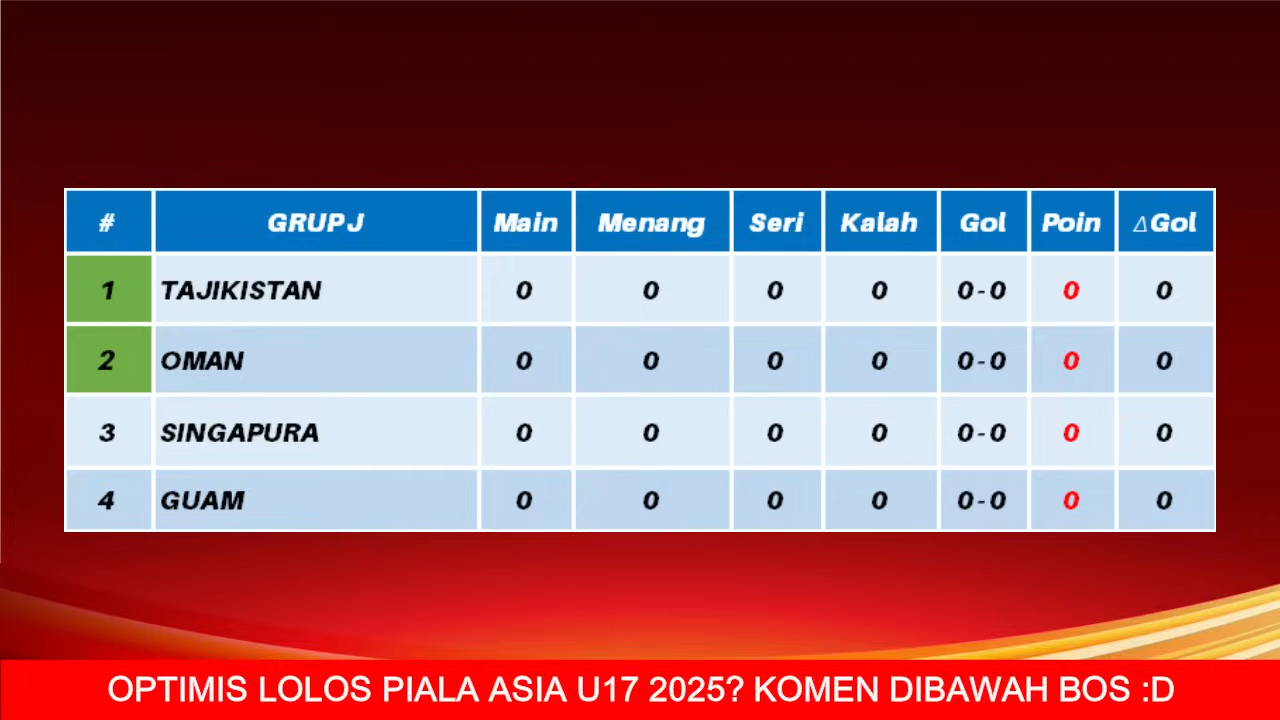 # GRUP J Main Menang Seri Kalah Gol Poin △Gol
1 TAJIKISTAN 0 0 0 0 0-0 0 0
2 OMAN 0 0 0 0 0-0 0 0
3 SINGAPURA 0 0 0 0 0-0 0 0
4 GUAM 0 0 0 0 0-0 0 0
OPTIMIS LOLOS PIALA ASIA U17 2025? KOMEN DIBAWAH BOS :D